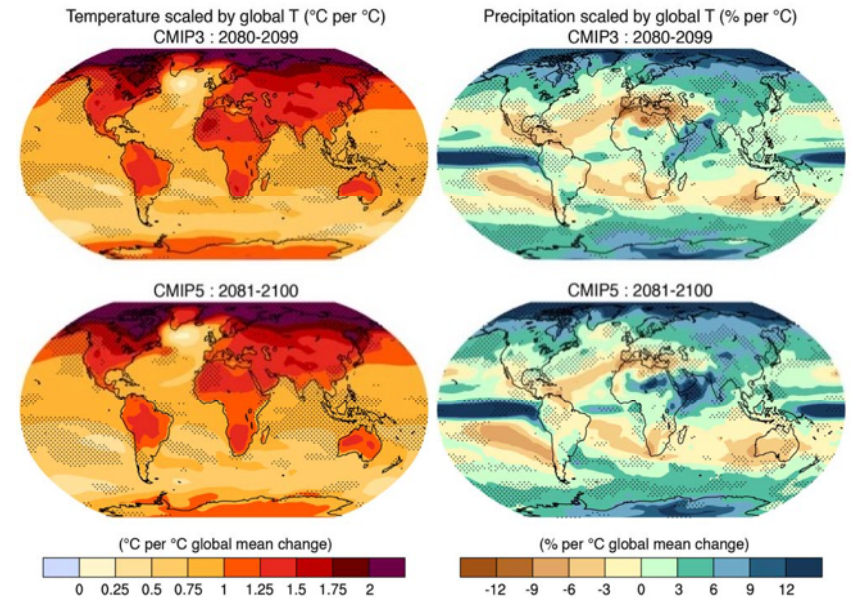 Temperature scaled by global T (°C per °C)
CMIP3 : 2080-2099
Precipitation scaled by global T (% per °C)
CMIP3 : 2080-2099
CMIP5 : 2081-2100
CMIP5 : 2081-2100
(°C per °C global mean change)
0 0.25 0.5 0.75 1 1.25 1.5 1.75 2
(% per °C global mean change)
-12 -9 -6 -3 0 3 6 9 12